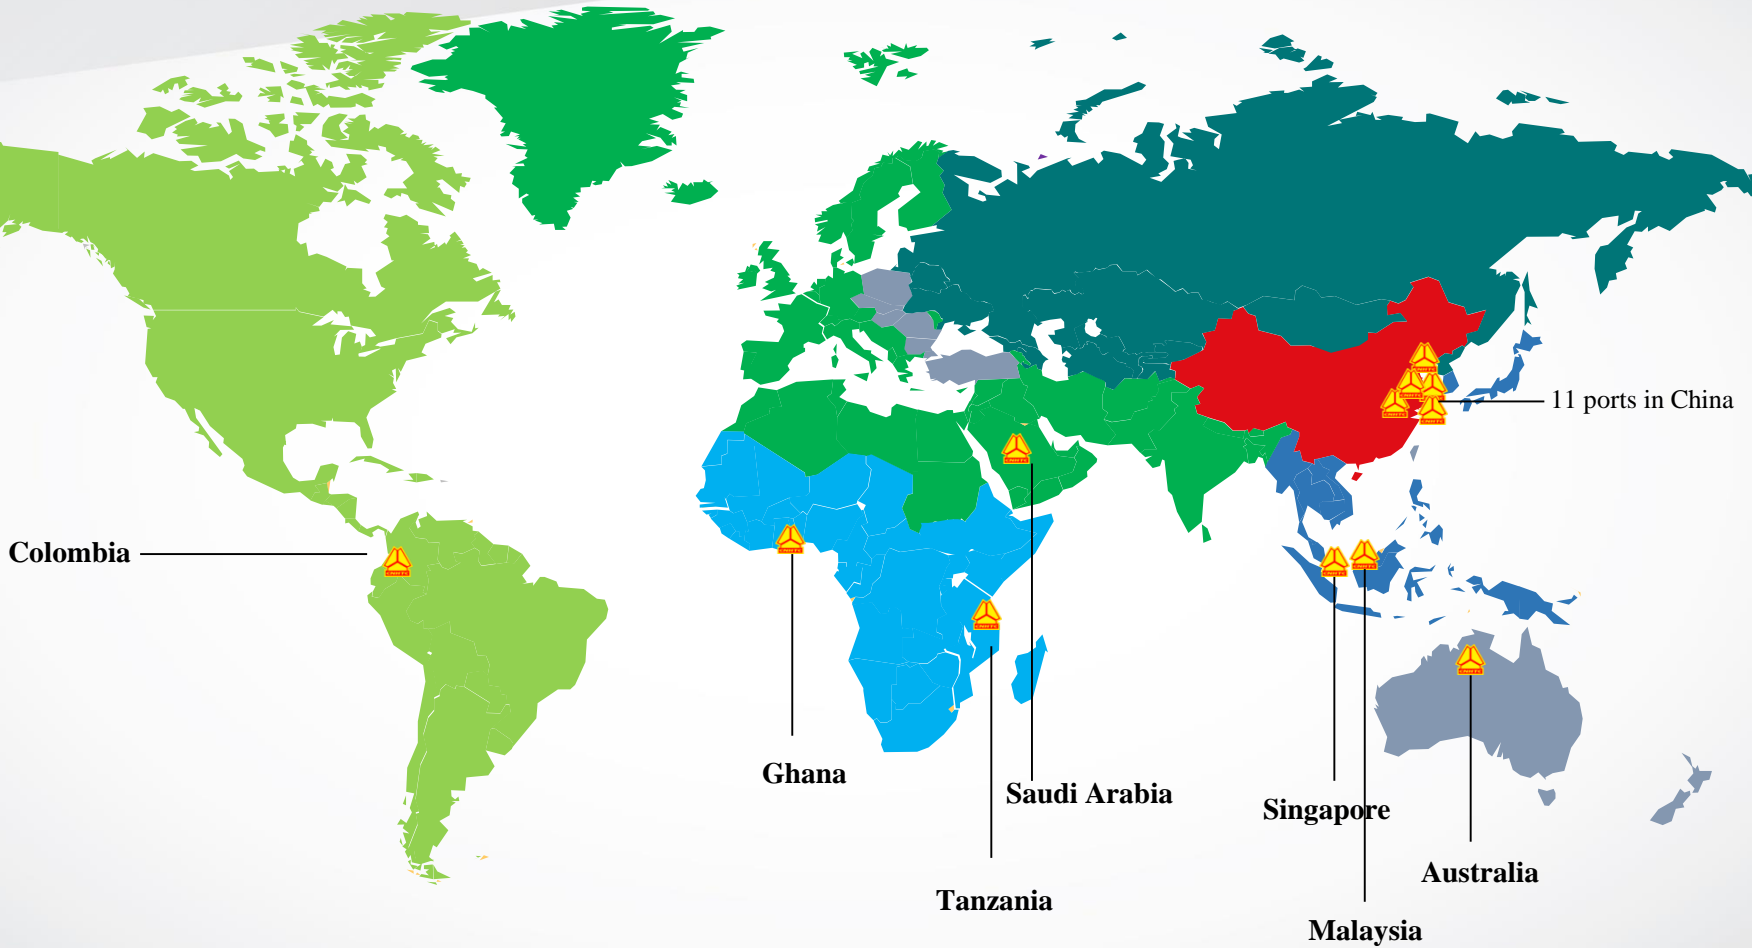 11 ports in China
Colombia
Ghana
Saudi Arabia
Singapore
Australia
Tanzania
Malaysia